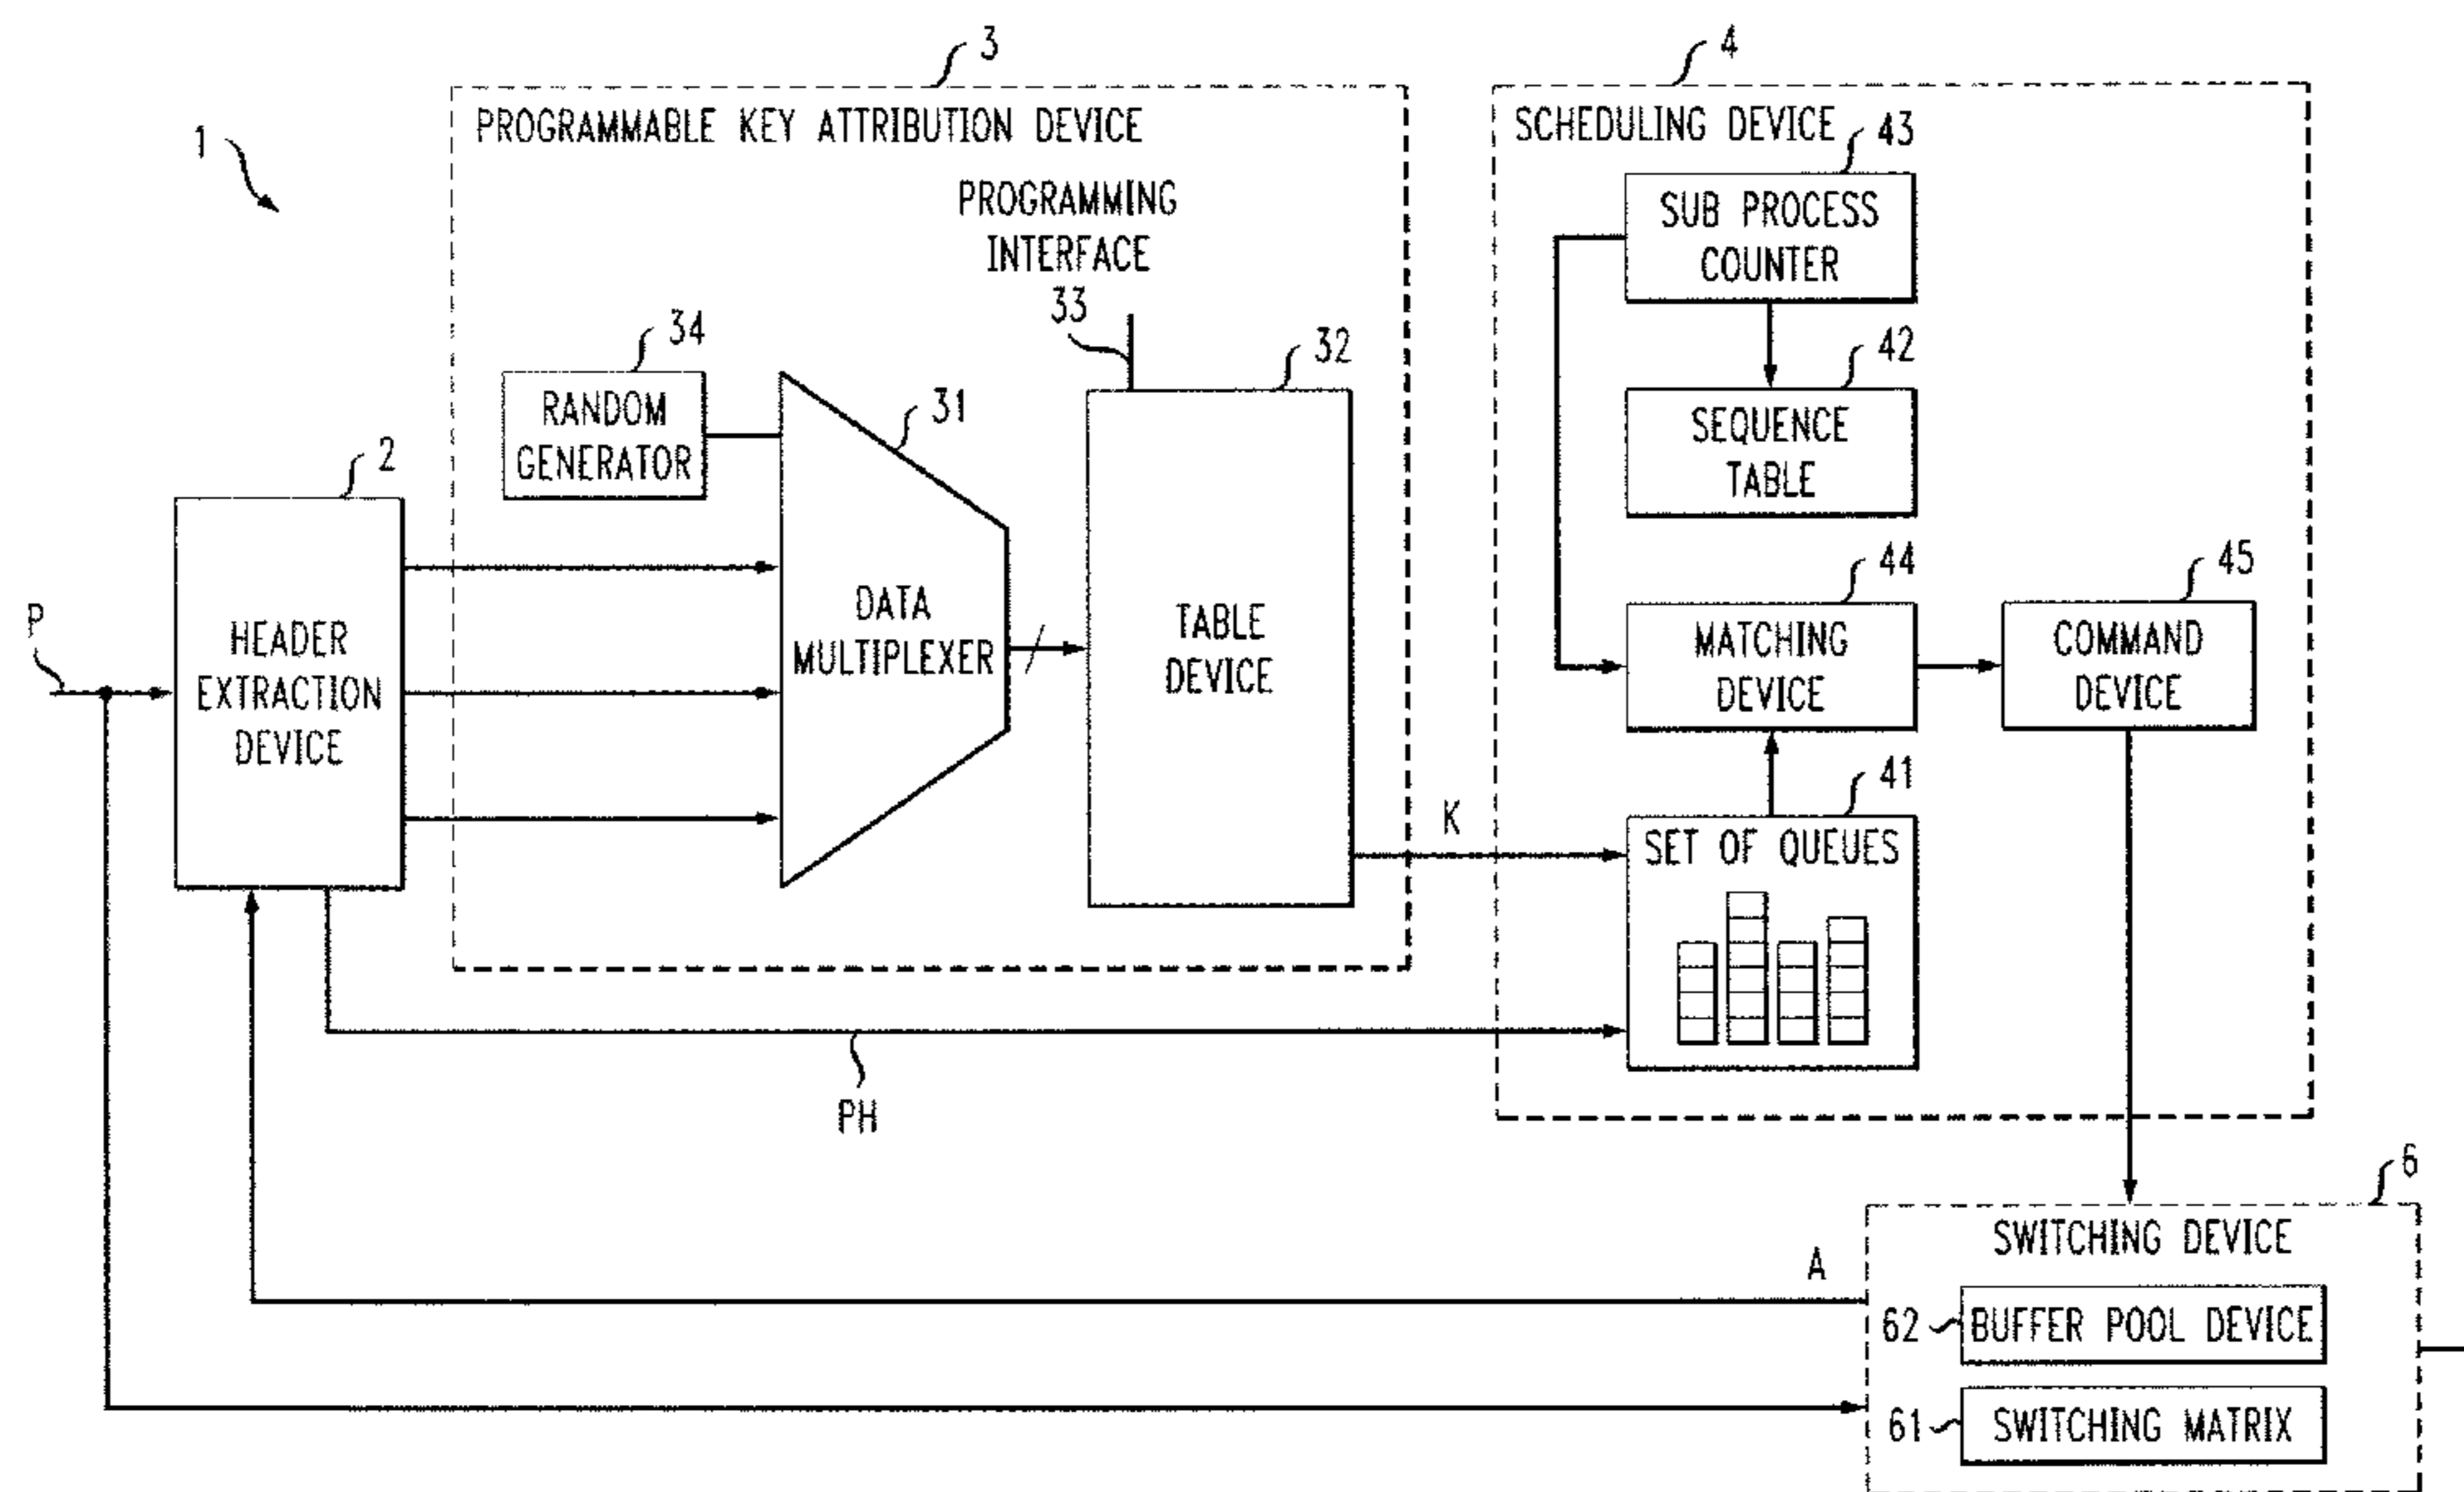 3
4
PROGRAMMABLE KEY ATTRIBUTION DEVICE
SCHEDULING DEVICE
43
1
PROGRAMMING
INTERFACE
33
SUB PROCESS
COUNTER
34
32
42
RANDOM
GENERATOR
31
SEQUENCE
TABLE
2
44
45
P
HEADER
EXTRACTION
DEVICE
DATA
MULTIPLEXER
TABLE
DEVICE
MATCHING
DEVICE
COMMAND
DEVICE
41
K
SET OF QUEUES
PH
6
SWITCHING DEVICE
A
62
BUFFER POOL DEVICE
61
SWITCHING MATRIX